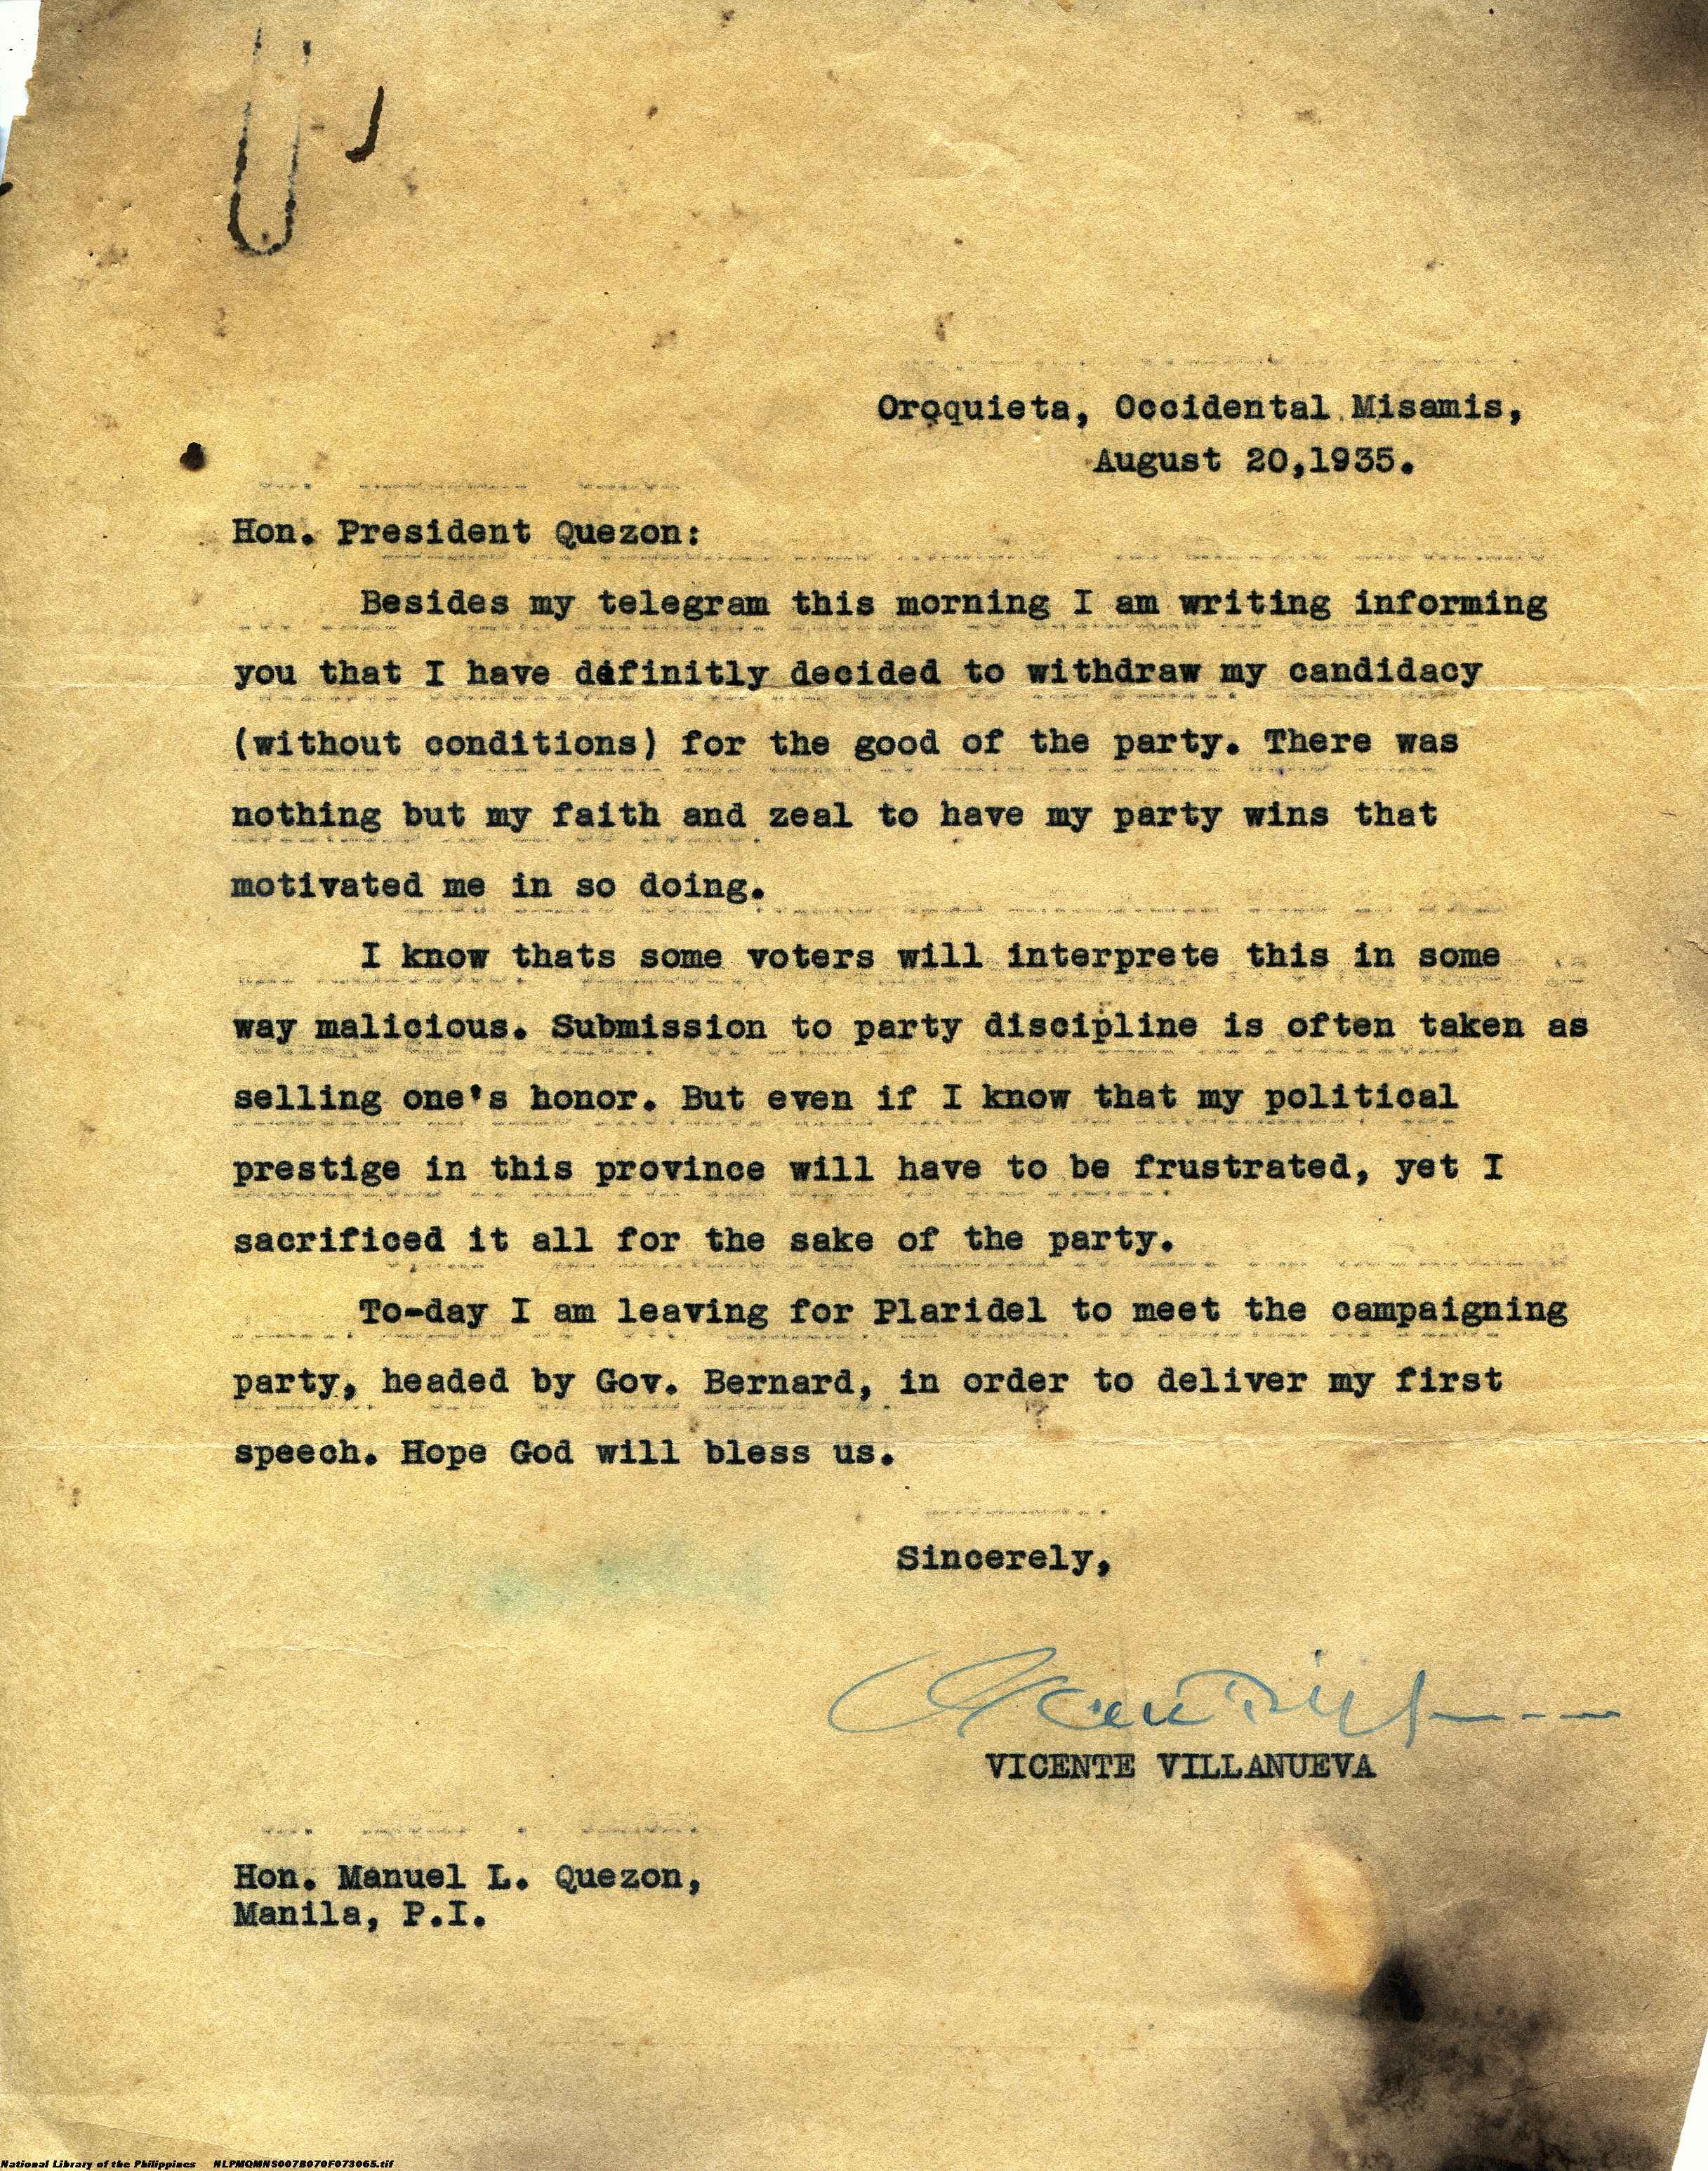 Oroquieta, Occidental Misamis,
August 20,1935.
Hon. President Quezon:
Besides my telegram this morning I am writing informing
you that I have definitly decided to withdraw my candidacy
(without conditions) for the good of the party. There was
nothing but my faith and zeal to have my party wins that
motivated me in so doing.
I know thats some voters will interprete this in some
way malicious. Submission to party discipline is often taken as
selling one's honor. But even if I know that my political
prestige in this province will have to be frustrated, yet I
sacrificed it all for the sake of the party.
To-day I am leaving for Plaridel to meet the campaigning
party, headed by Gov. Bernard, in order to deliver my first
speech. Hope God will bless us.
Sincerely,
VICENTE VILLANUEVA
Hon. Manuel L. Quezon,
Manila, P.I.
National Library of the Philippines NLPMQMNS007B070F073065.tif